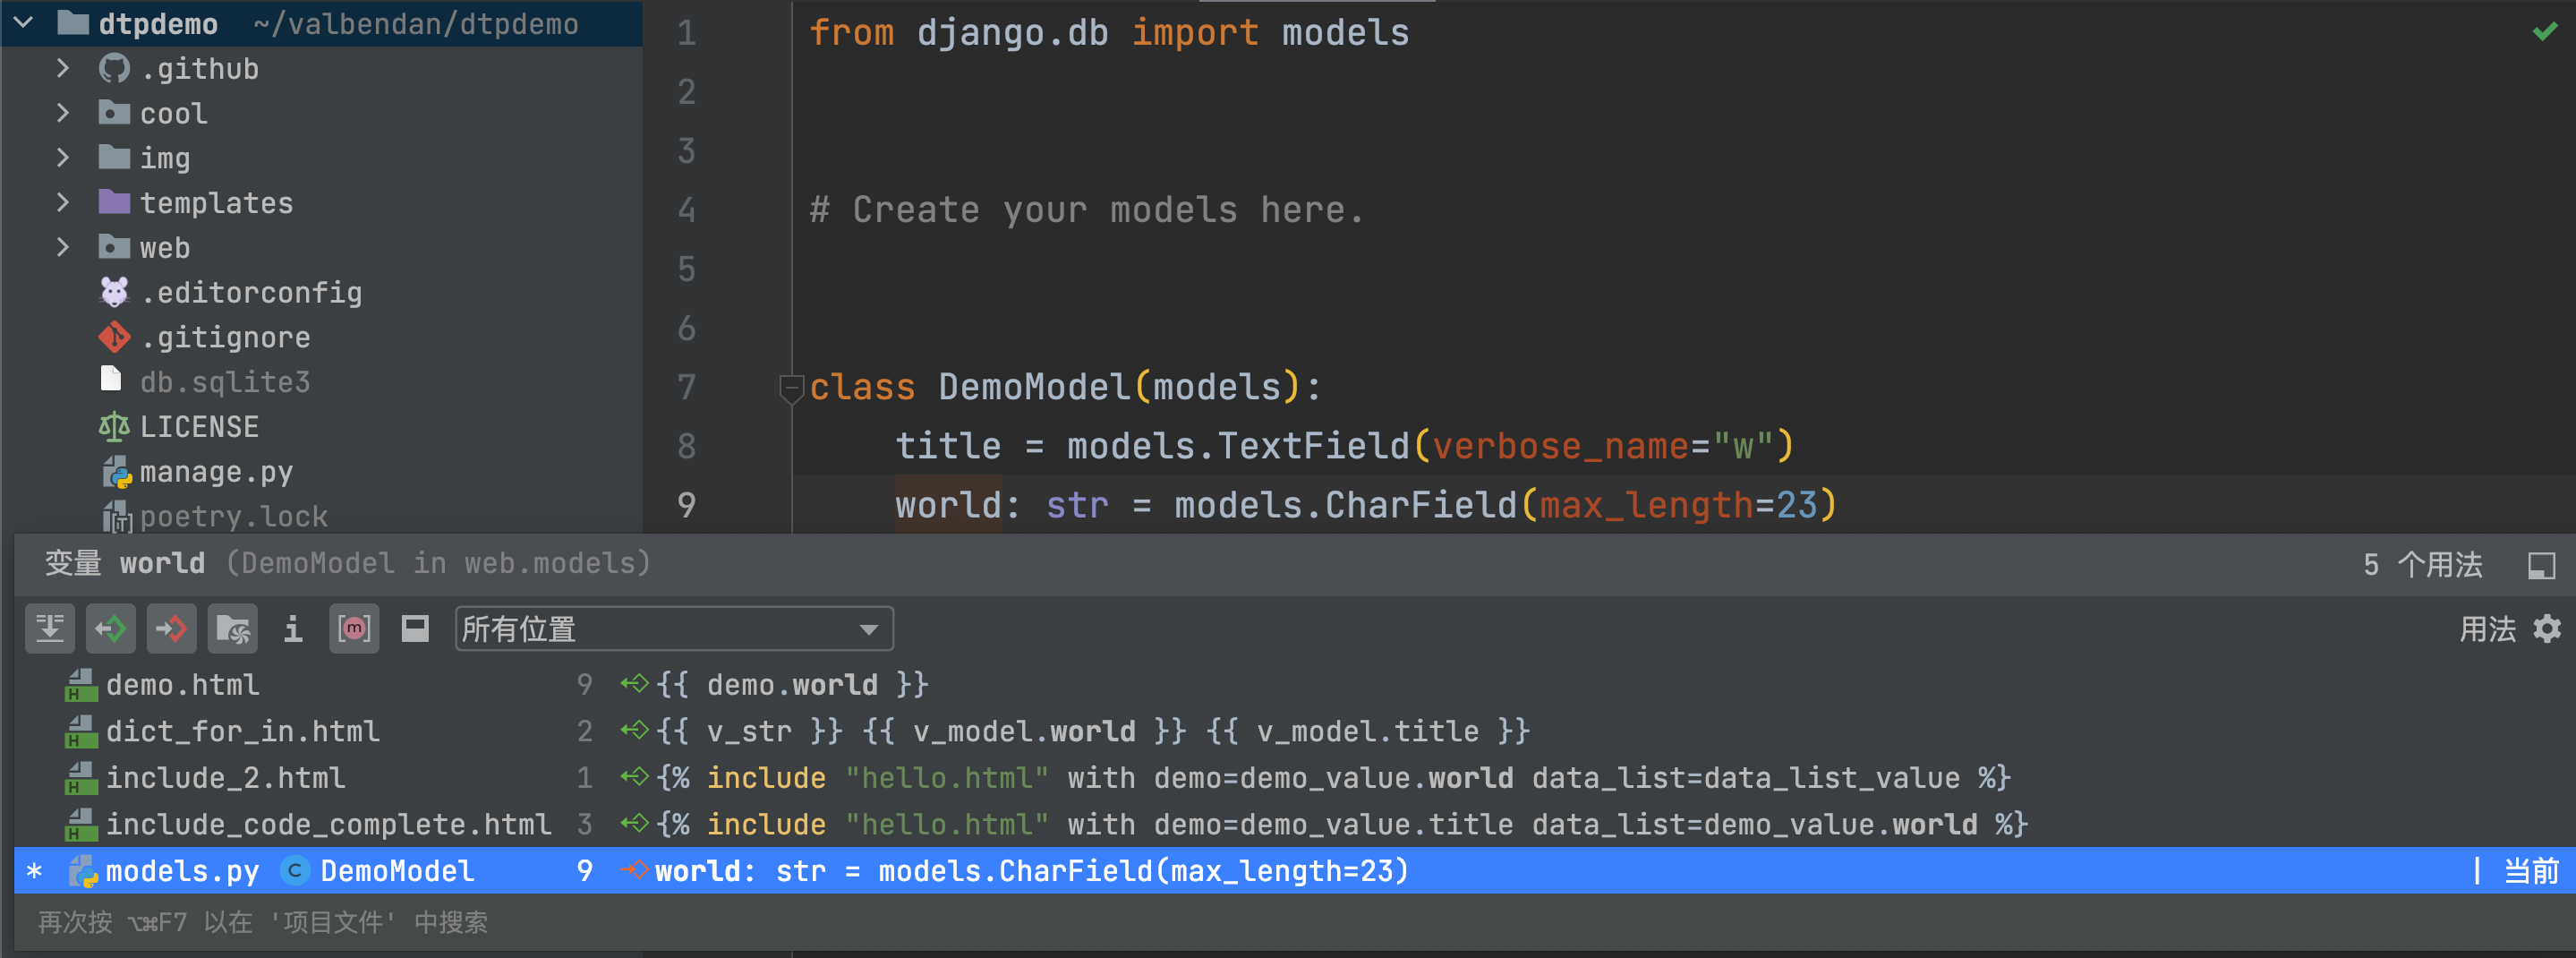 dtpdemo ~/valbendan/dtpdemo
.github
cool
img
templates
web
.editorconfig
.gitignore
db.sqlite3
LICENSE
manage.py
poetry.lock
1 from django.db import models
2
3
4 # Create your models here.
5
6
7 class DemoModel(models):
8 title = models.TextField(verbose_name="w")
9 world: str = models.CharField(max_length=23)
变量 world (DemoModel in web.models) 5 个用法
所有位置 用法
demo.html 9 {{ demo.world }}
dict_for_in.html 2 {{ v_str }} {{ v_model.world }} {{ v_model.title }}
include_2.html 1 {% include "hello.html" with demo=demo_value.world data_list=data_list_value %}
include_code_complete.html 3 {% include "hello.html" with demo=demo_value.title data_list=demo_value.world %}
* models.py C DemoModel 9 world: str = models.CharField(max_length=23) | 当前
再次按 ⌥⌘F7 以在 '项目文件' 中搜索